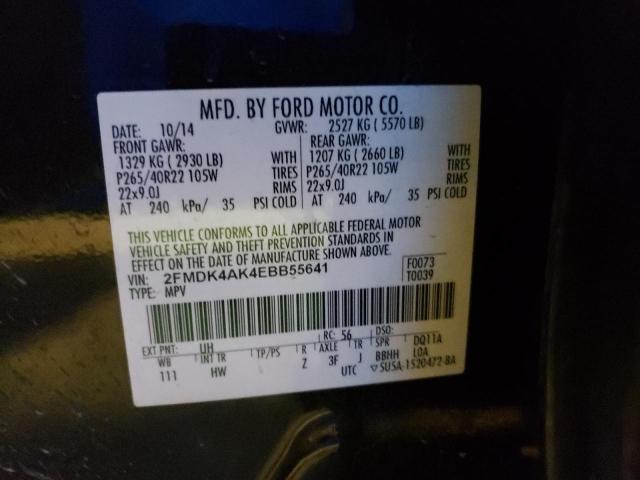 MFD. BY FORD MOTOR CO.
DATE: 10/14 GVWR: 2527 KG ( 5570 LB)
FRONT GAWR: REAR GAWR:
1329 KG ( 2930 LB) WITH 1207 KG ( 2660 LB) WITH
P265/40R22 105W TIRES P265/40R22 105W TIRES
22x9.0J RIMS 22x9.0J RIMS
AT 240 kPa/ 35 PSI COLD AT 240 kPa/ 35 PSI COLD
THIS VEHICLE CONFORMS TO ALL APPLICABLE FEDERAL MOTOR
VEHICLE SAFETY AND THEFT PREVENTION STANDARDS IN
EFFECT ON THE DATE OF MANUFACTURE SHOWN ABOVE.
VIN: 2FMDK4AK4EBB55641 F0073
TYPE: MPV T0039
EXT PNT: UH RC: 56 DSO:
WB INT TR TP/PS R AXLE TR SPR DQ11A
111 HW Z 3F J BBHH LOA
UTC ▽5USA-1520472-BA